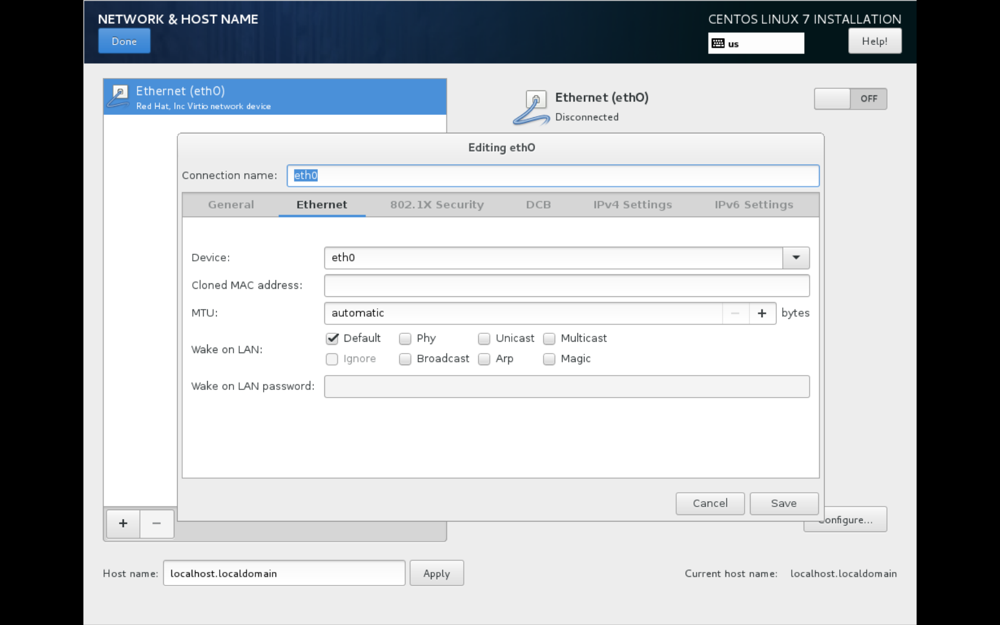 NETWORK & HOST NAME
CENTOS LINUX 7 INSTALLATION
Done
us
Help!
Ethernet (eth0)
Red Hat, Inc Virtio network device
Ethernet (eth0)
Disconnected
OFF
Editing eth0
Connection name: eth0
General Ethernet 802.1X Security DCB IPv4 Settings IPv6 Settings
Device: eth0
Cloned MAC address:
MTU: automatic − + bytes
Wake on LAN:
Default Phy Unicast Multicast
Ignore Broadcast Arp Magic
Wake on LAN password:
Cancel Save
+ −
Configure...
Host name: localhost.localdomain Apply
Current host name: localhost.localdomain